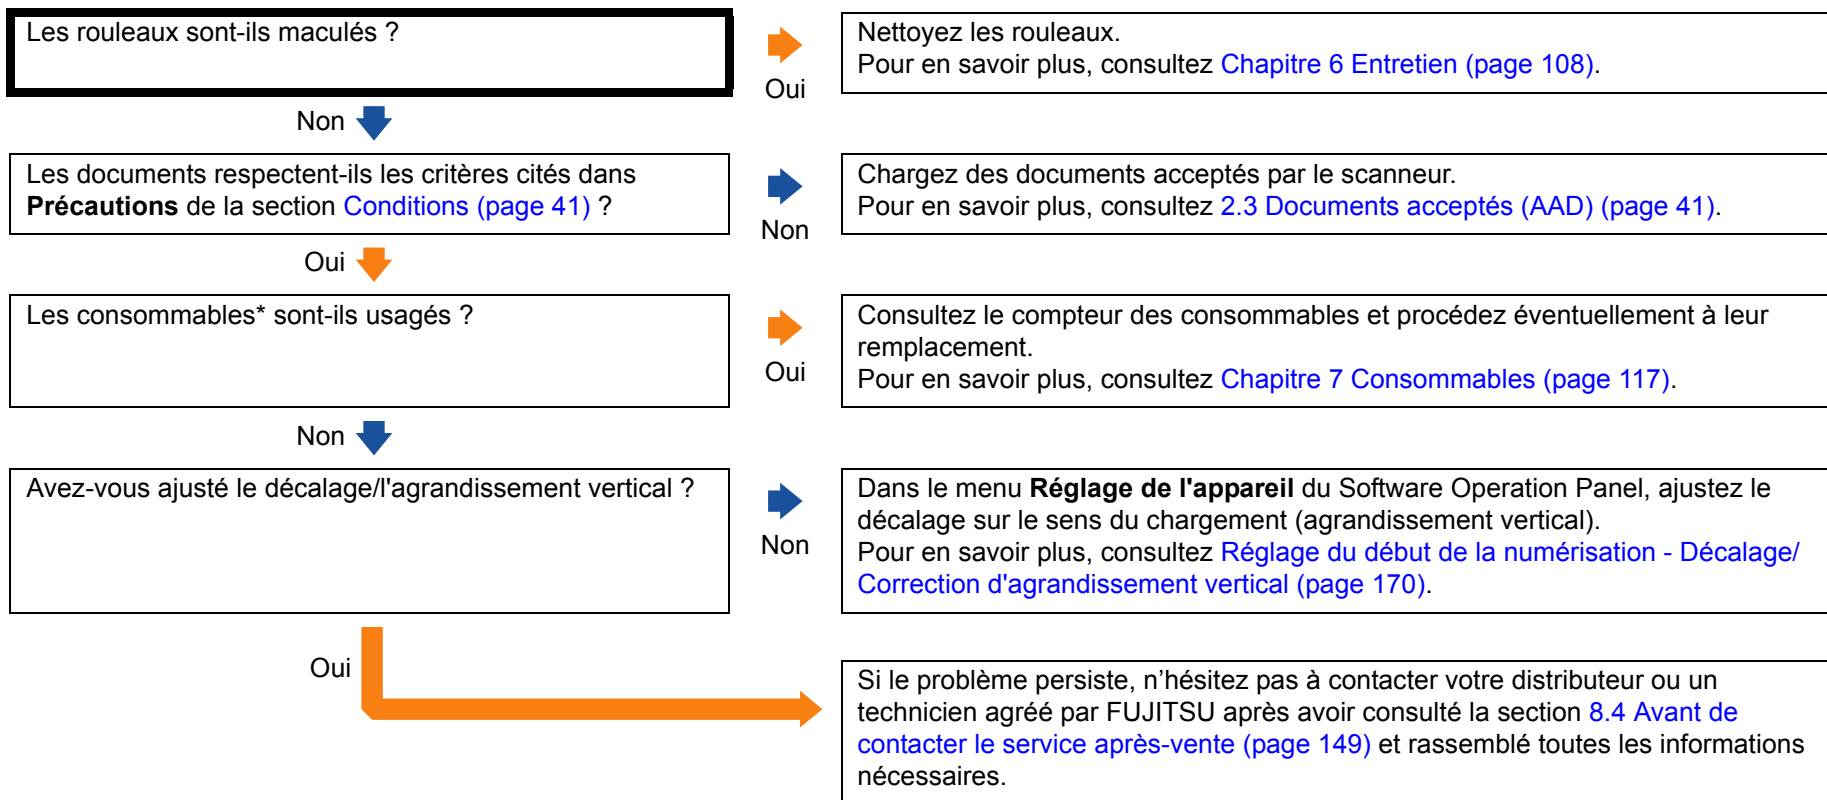 Les rouleaux sont-ils maculés ?
Oui
Nettoyez les rouleaux.
Pour en savoir plus, consultez Chapitre 6 Entretien (page 108).
Non
Les documents respectent-ils les critères cités dans
Précautions de la section Conditions (page 41) ?
Non
Chargez des documents acceptés par le scanneur.
Pour en savoir plus, consultez 2.3 Documents acceptés (AAD) (page 41).
Oui
Les consommables* sont-ils usagés ?
Oui
Consultez le compteur des consommables et procédez éventuellement à leur
remplacement.
Pour en savoir plus, consultez Chapitre 7 Consommables (page 117).
Non
Avez-vous ajusté le décalage/l'agrandissement vertical ?
Non
Dans le menu Réglage de l'appareil du Software Operation Panel, ajustez le
décalage sur le sens du chargement (agrandissement vertical).
Pour en savoir plus, consultez Réglage du début de la numérisation - Décalage/
Correction d'agrandissement vertical (page 170).
Oui
Si le problème persiste, n’hésitez pas à contacter votre distributeur ou un
technicien agréé par FUJITSU après avoir consulté la section 8.4 Avant de
contacter le service après-vente (page 149) et rassemblé toutes les informations
nécessaires.